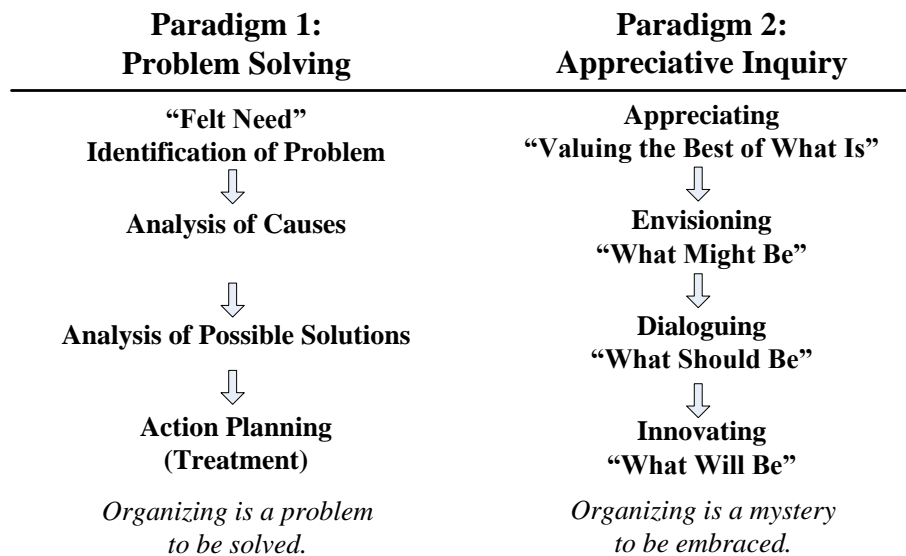 Paradigm 1:
Problem Solving
“Felt Need”
Identification of Problem
Analysis of Causes
Analysis of Possible Solutions
Action Planning
(Treatment)
Organizing is a problem
to be solved.
Paradigm 2:
Appreciative Inquiry
Appreciating
“Valuing the Best of What Is”
Envisioning
“What Might Be”
Dialoguing
“What Should Be”
Innovating
“What Will Be”
Organizing is a mystery
to be embraced.